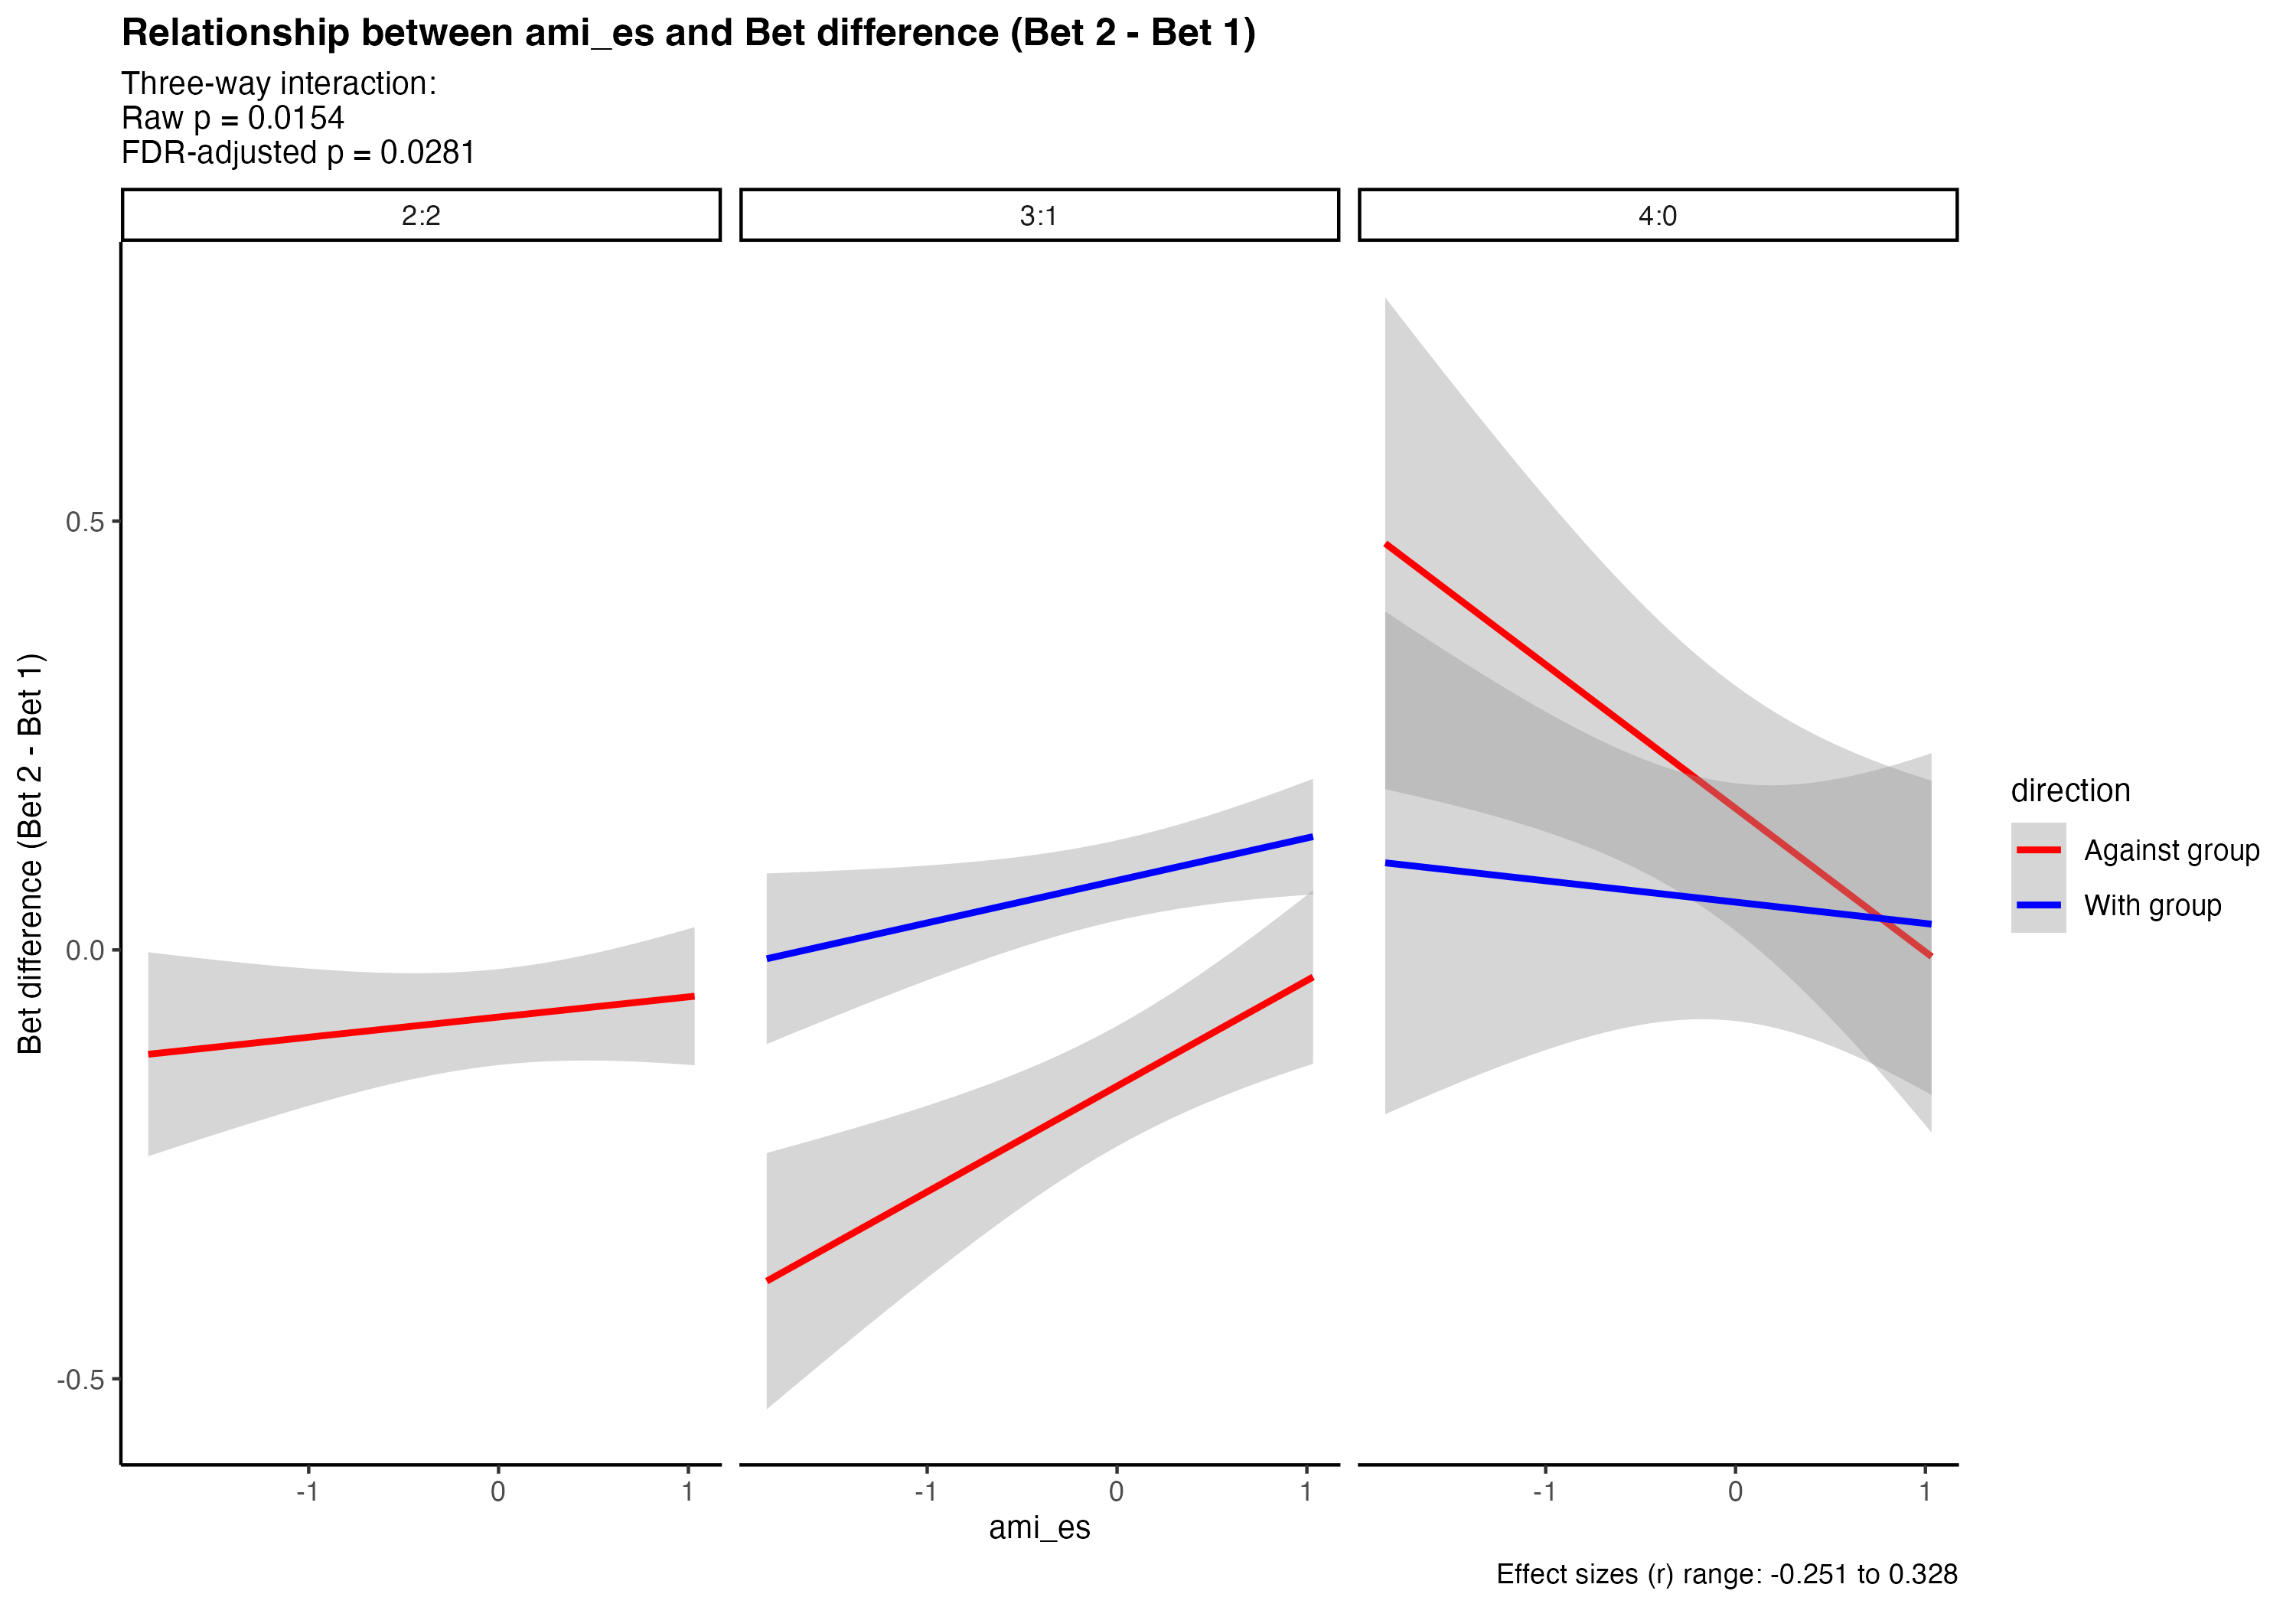 Relationship between ami_es and Bet difference (Bet 2 - Bet 1)
Three-way interaction:
Raw p = 0.0154
FDR-adjusted p = 0.0281
2:2
3:1
4:0
Bet difference (Bet 2 - Bet 1)
0.5
0.0
-0.5
-1 0 1
-1 0 1
-1 0 1
ami_es
direction
Against group
With group
Effect sizes (r) range: -0.251 to 0.328